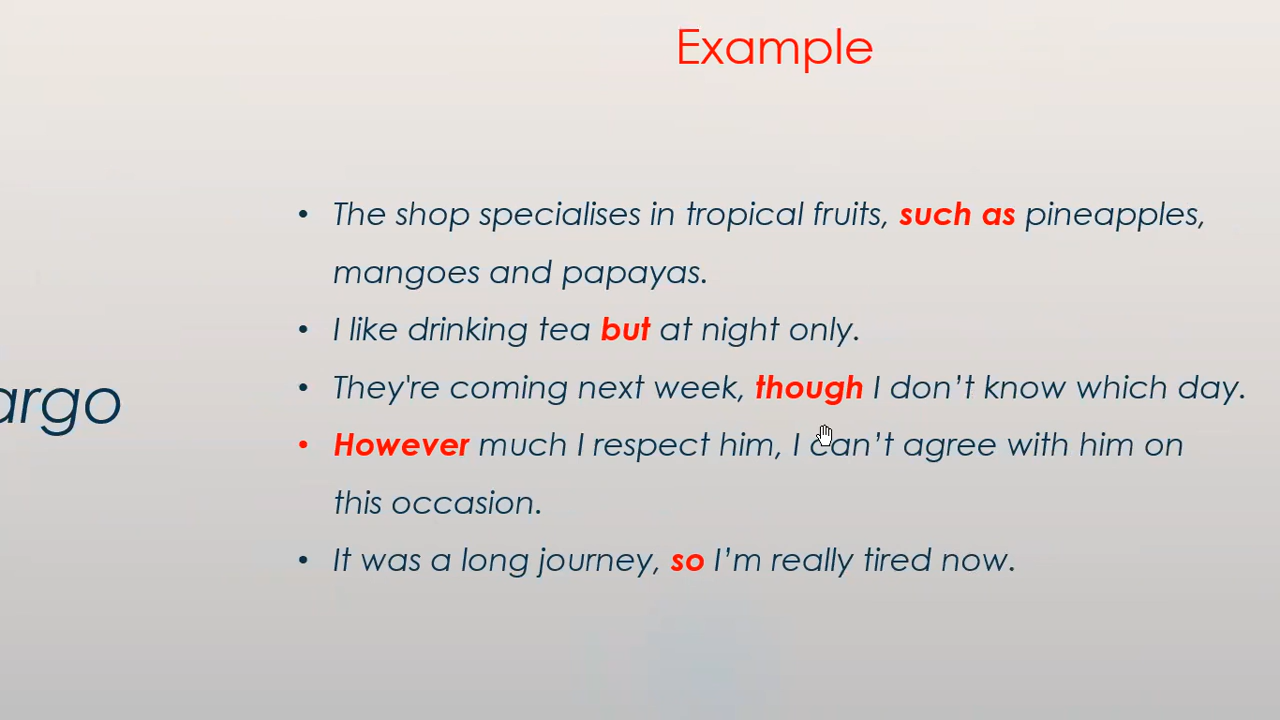 Example
• The shop specialises in tropical fruits, such as pineapples,
mangoes and papayas.
• I like drinking tea but at night only.
• They're coming next week, though I don’t know which day.
argo
• However much I respect him, I can’t agree with him on
this occasion.
• It was a long journey, so I’m really tired now.